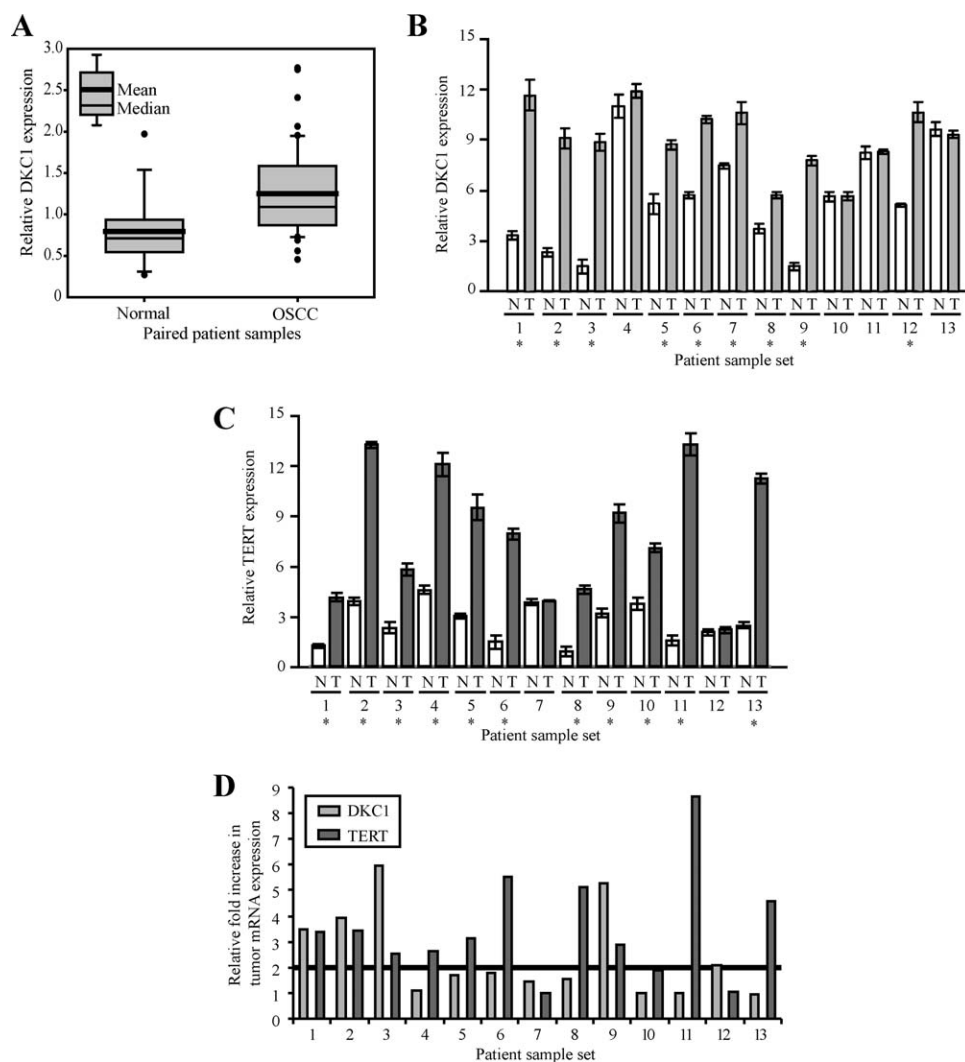 A
Relative DKC1 expression
3.0
2.5
2.0
1.5
1.0
0.5
0
Mean
Median
Normal OSCC
Paired patient samples
B
Relative DKC1 expression
15
12
9
6
3
0
N T N T N T N T N T N T N T N T N T N T N T N T N T
1 2 3 4 5 6 7 8 9 10 11 12 13
* * * * * * * * *
Patient sample set
C
Relative TERT expression
15
12
9
6
3
0
N T N T N T N T N T N T N T N T N T N T N T N T N T
1 2 3 4 5 6 7 8 9 10 11 12 13
* * * * * * * * * * *
Patient sample set
D
Relative fold increase in
tumor mRNA expression
9
8
7
6
5
4
3
2
1
0
DKC1
TERT
1 2 3 4 5 6 7 8 9 10 11 12 13
Patient sample set